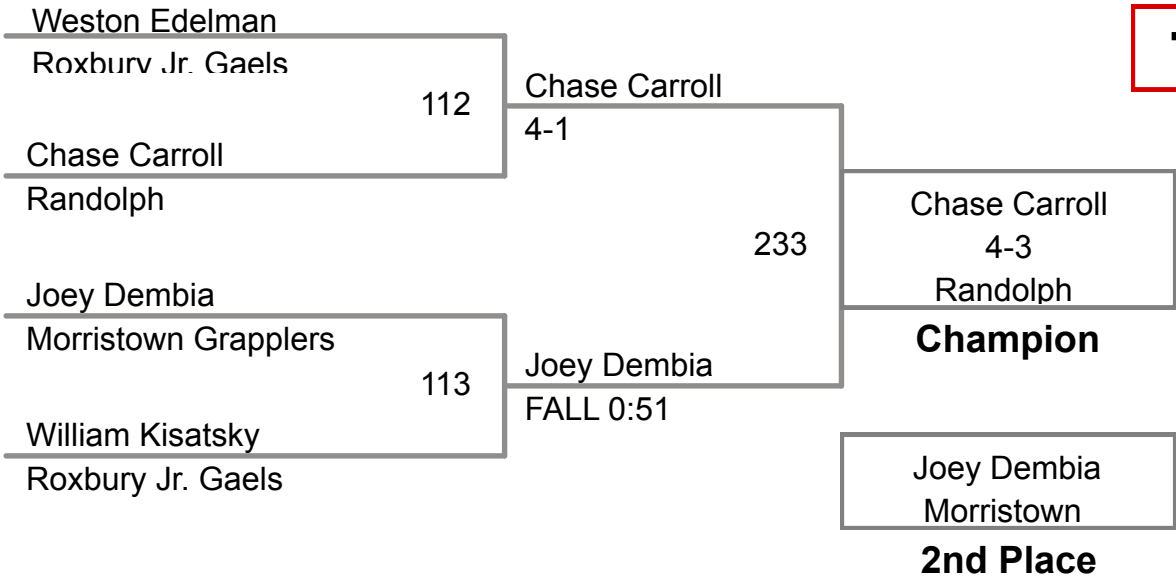 Weston Edelman
Roxbury Jr. Gaels
112
Chase Carroll
Randolph
Chase Carroll
4-1
Joey Dembia
Morristown Grapplers
113
William Kisatsky
Roxbury Jr. Gaels
Joey Dembia
FALL 0:51
233
Chase Carroll
4-3
Randolph
Champion
Joey Dembia
Morristown
2nd Place